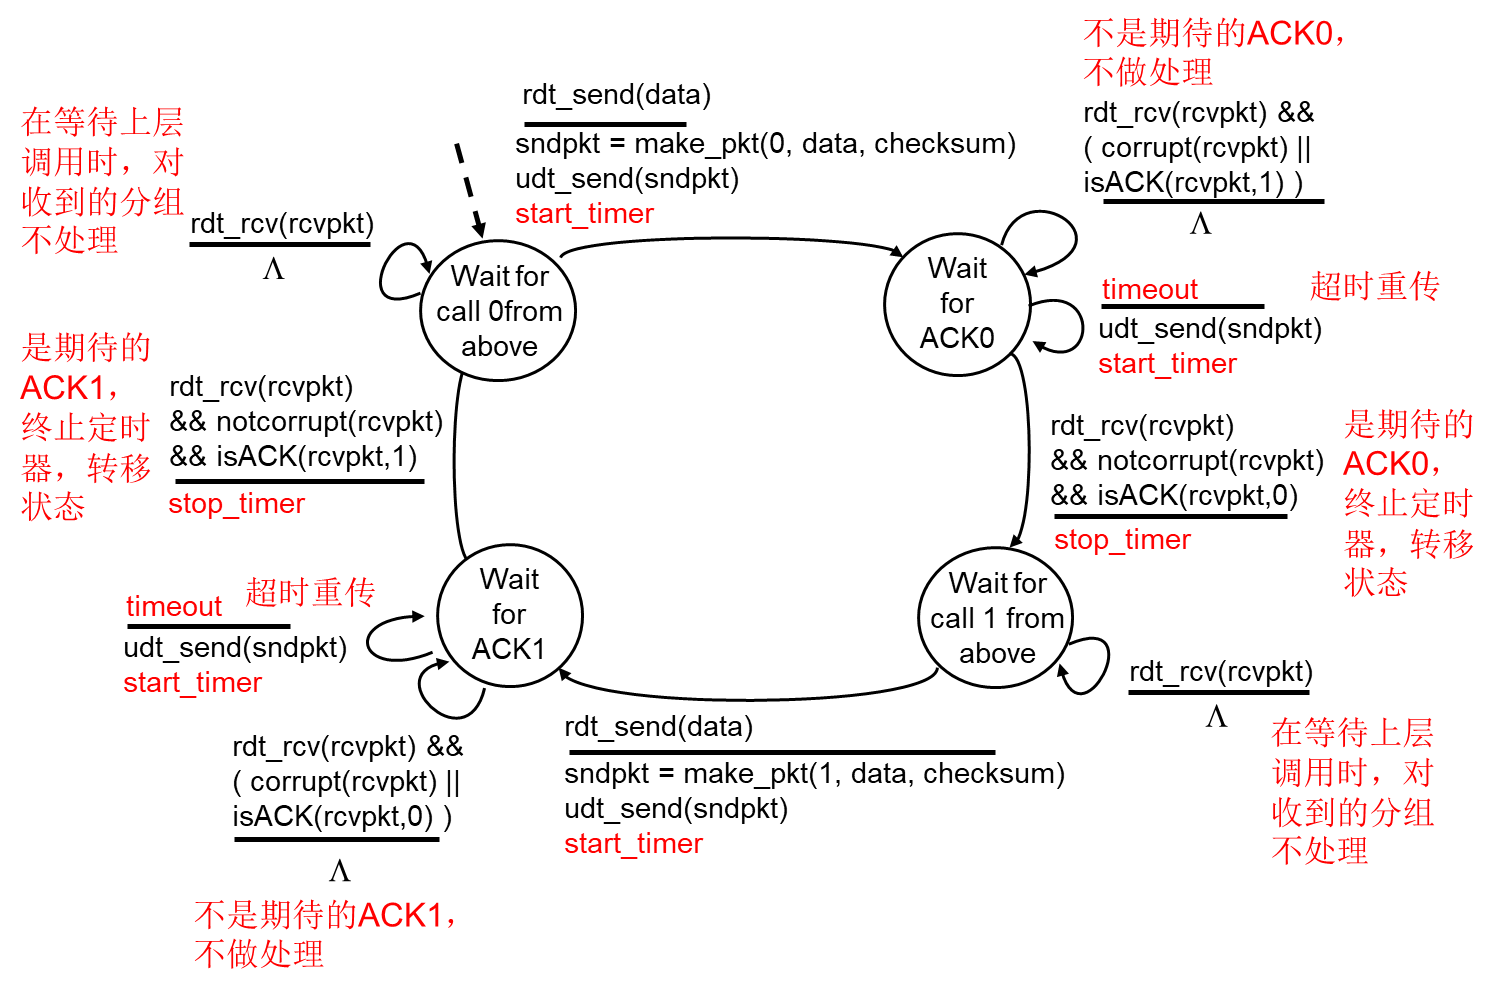 不是期待的ACK0，
不做处理
rdt_rcv(rcvpkt) &&
( corrupt(rcvpkt) ||
isACK(rcvpkt,1) )
Λ
rdt_send(data)
sndpkt = make_pkt(0, data, checksum)
udt_send(sndpkt)
start_timer
在等待上层
调用时，对
收到的分组
不处理
rdt_rcv(rcvpkt)
Λ
Wait for
call 0from
above
Wait
for
ACK0
timeout
udt_send(sndpkt)
start_timer
超时重传
是期待的
ACK1，
终止定时
器，转移
状态
rdt_rcv(rcvpkt)
&& notcorrupt(rcvpkt)
&& isACK(rcvpkt,1)
stop_timer
rdt_rcv(rcvpkt)
&& notcorrupt(rcvpkt)
&& isACK(rcvpkt,0)
stop_timer
是期待的
ACK0，
终止定时
器，转移
状态
timeout
udt_send(sndpkt)
start_timer
超时重传
Wait
for
ACK1
Wait for
call 1 from
above
rdt_rcv(rcvpkt)
Λ
在等待上层
调用时，对
收到的分组
不处理
rdt_send(data)
sndpkt = make_pkt(1, data, checksum)
udt_send(sndpkt)
start_timer
rdt_rcv(rcvpkt) &&
( corrupt(rcvpkt) ||
isACK(rcvpkt,0) )
Λ
不是期待的ACK1，
不做处理